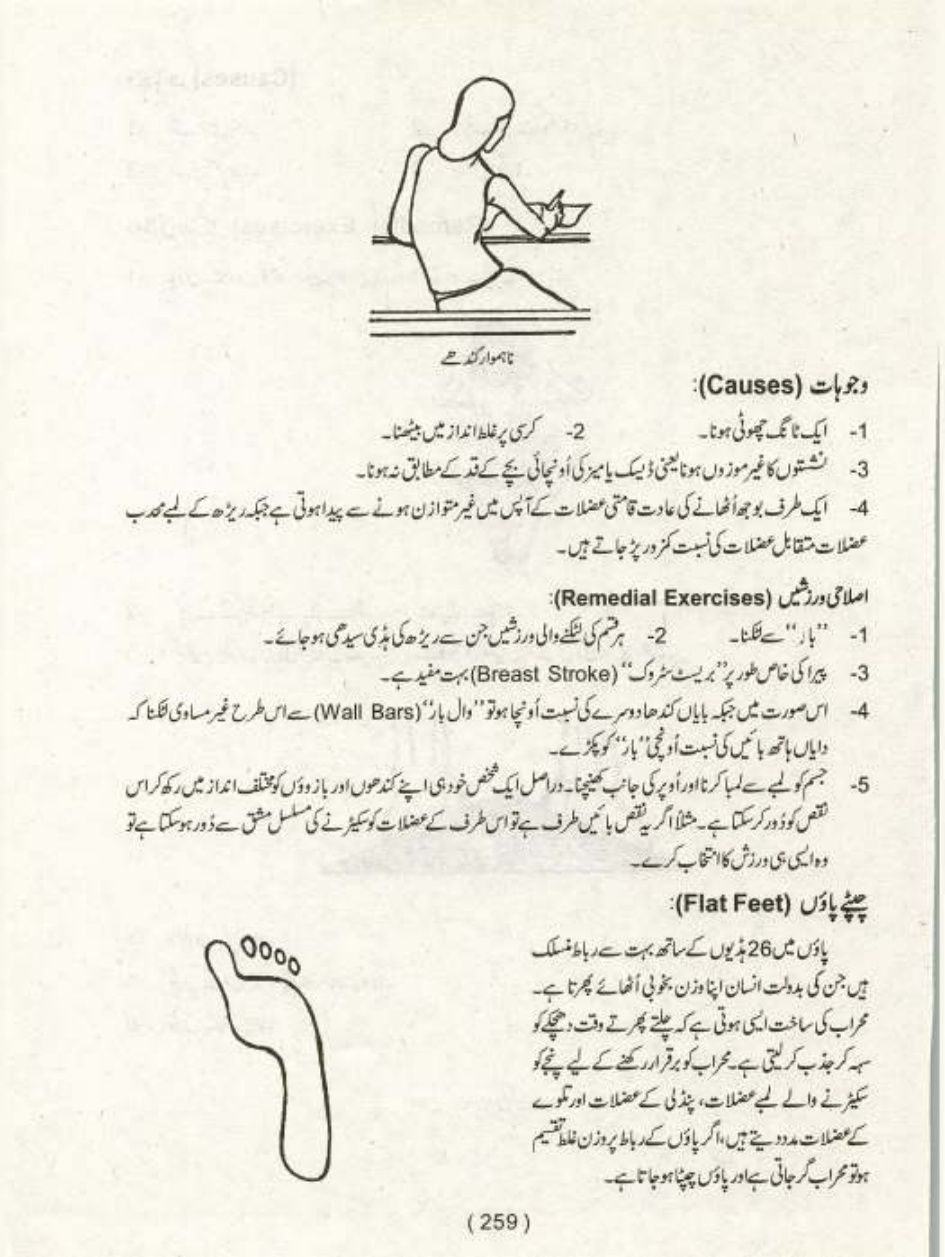 ناہموار کندھے
وجوہات (Causes):
1- ایک ٹانگ چھوٹی ہونا۔ 2- کرسی پر غلط انداز میں بیٹھنا۔
3- نشستوں کا غیر موزوں ہونا یعنی ڈیسک یا میز کی اُونچائی بچے کے قد کے مطابق نہ ہونا۔
4- ایک طرف بوجھ اُٹھانے کی عادت قامتی عضلات کے آپس میں غیر متوازن ہونے سے پیدا ہوتی ہے جبکہ ریڑھ کے لمبے محدب
عضلات متقابل عضلات کی نسبت کمزور پڑ جاتے ہیں۔
اصلاحی ورزشیں (Remedial Exercises):
1- ”بار“ سے لٹکنا۔ 2- ہر قسم کی لٹکنے والی ورزشیں جن سے ریڑھ کی ہڈی سیدھی ہو جائے۔
3- پیرا کی خاص طور پر ”بریسٹ سٹروک“ (Breast Stroke) بہت مفید ہے۔
4- اس صورت میں جبکہ بایاں کندھا دوسرے کی نسبت اُونچا ہو تو ”وال بار“ (Wall Bars) سے اس طرح غیر مساوی لٹکنا کہ
دایاں ہاتھ بائیں کی نسبت اُونچی ”بار“ کو پکڑے۔
5- جسم کو لمبے سے لمبا کرنا اور اُوپر کی جانب کھینچنا۔ دراصل ایک شخص خود ہی اپنے کندھوں اور بازوؤں کو مختلف انداز میں رکھ کر اس
نقص کو دُور کر سکتا ہے۔ مثلاً اگر یہ نقص بائیں طرف ہے تو اس طرف کے عضلات کو سکیڑنے کی مسلسل مشق سے دُور ہو سکتا ہے تو
وہ ایسی ہی ورزش کا انتخاب کرے۔
چپٹے پاؤں (Flat Feet):
پاؤں میں 26 ہڈیوں کے ساتھ بہت سے رباط منسلک
ہیں جن کی بدولت انسان اپنا وزن بخوبی اُٹھائے پھرتا ہے۔
محراب کی ساخت ایسی ہوتی ہے کہ چلتے پھرتے وقت دھچکے کو
سہہ کر جذب کر لیتی ہے۔ محراب کو برقرار رکھنے کے لیے پنجے کو
سکیڑنے والے لمبے عضلات، پنڈلی کے عضلات اور تلوے
کے عضلات مدد دیتے ہیں، اگر پاؤں کے رباط پر وزن غلط تقسیم
ہو تو محراب گر جاتی ہے اور پاؤں چپٹا ہو جاتا ہے۔
(259)